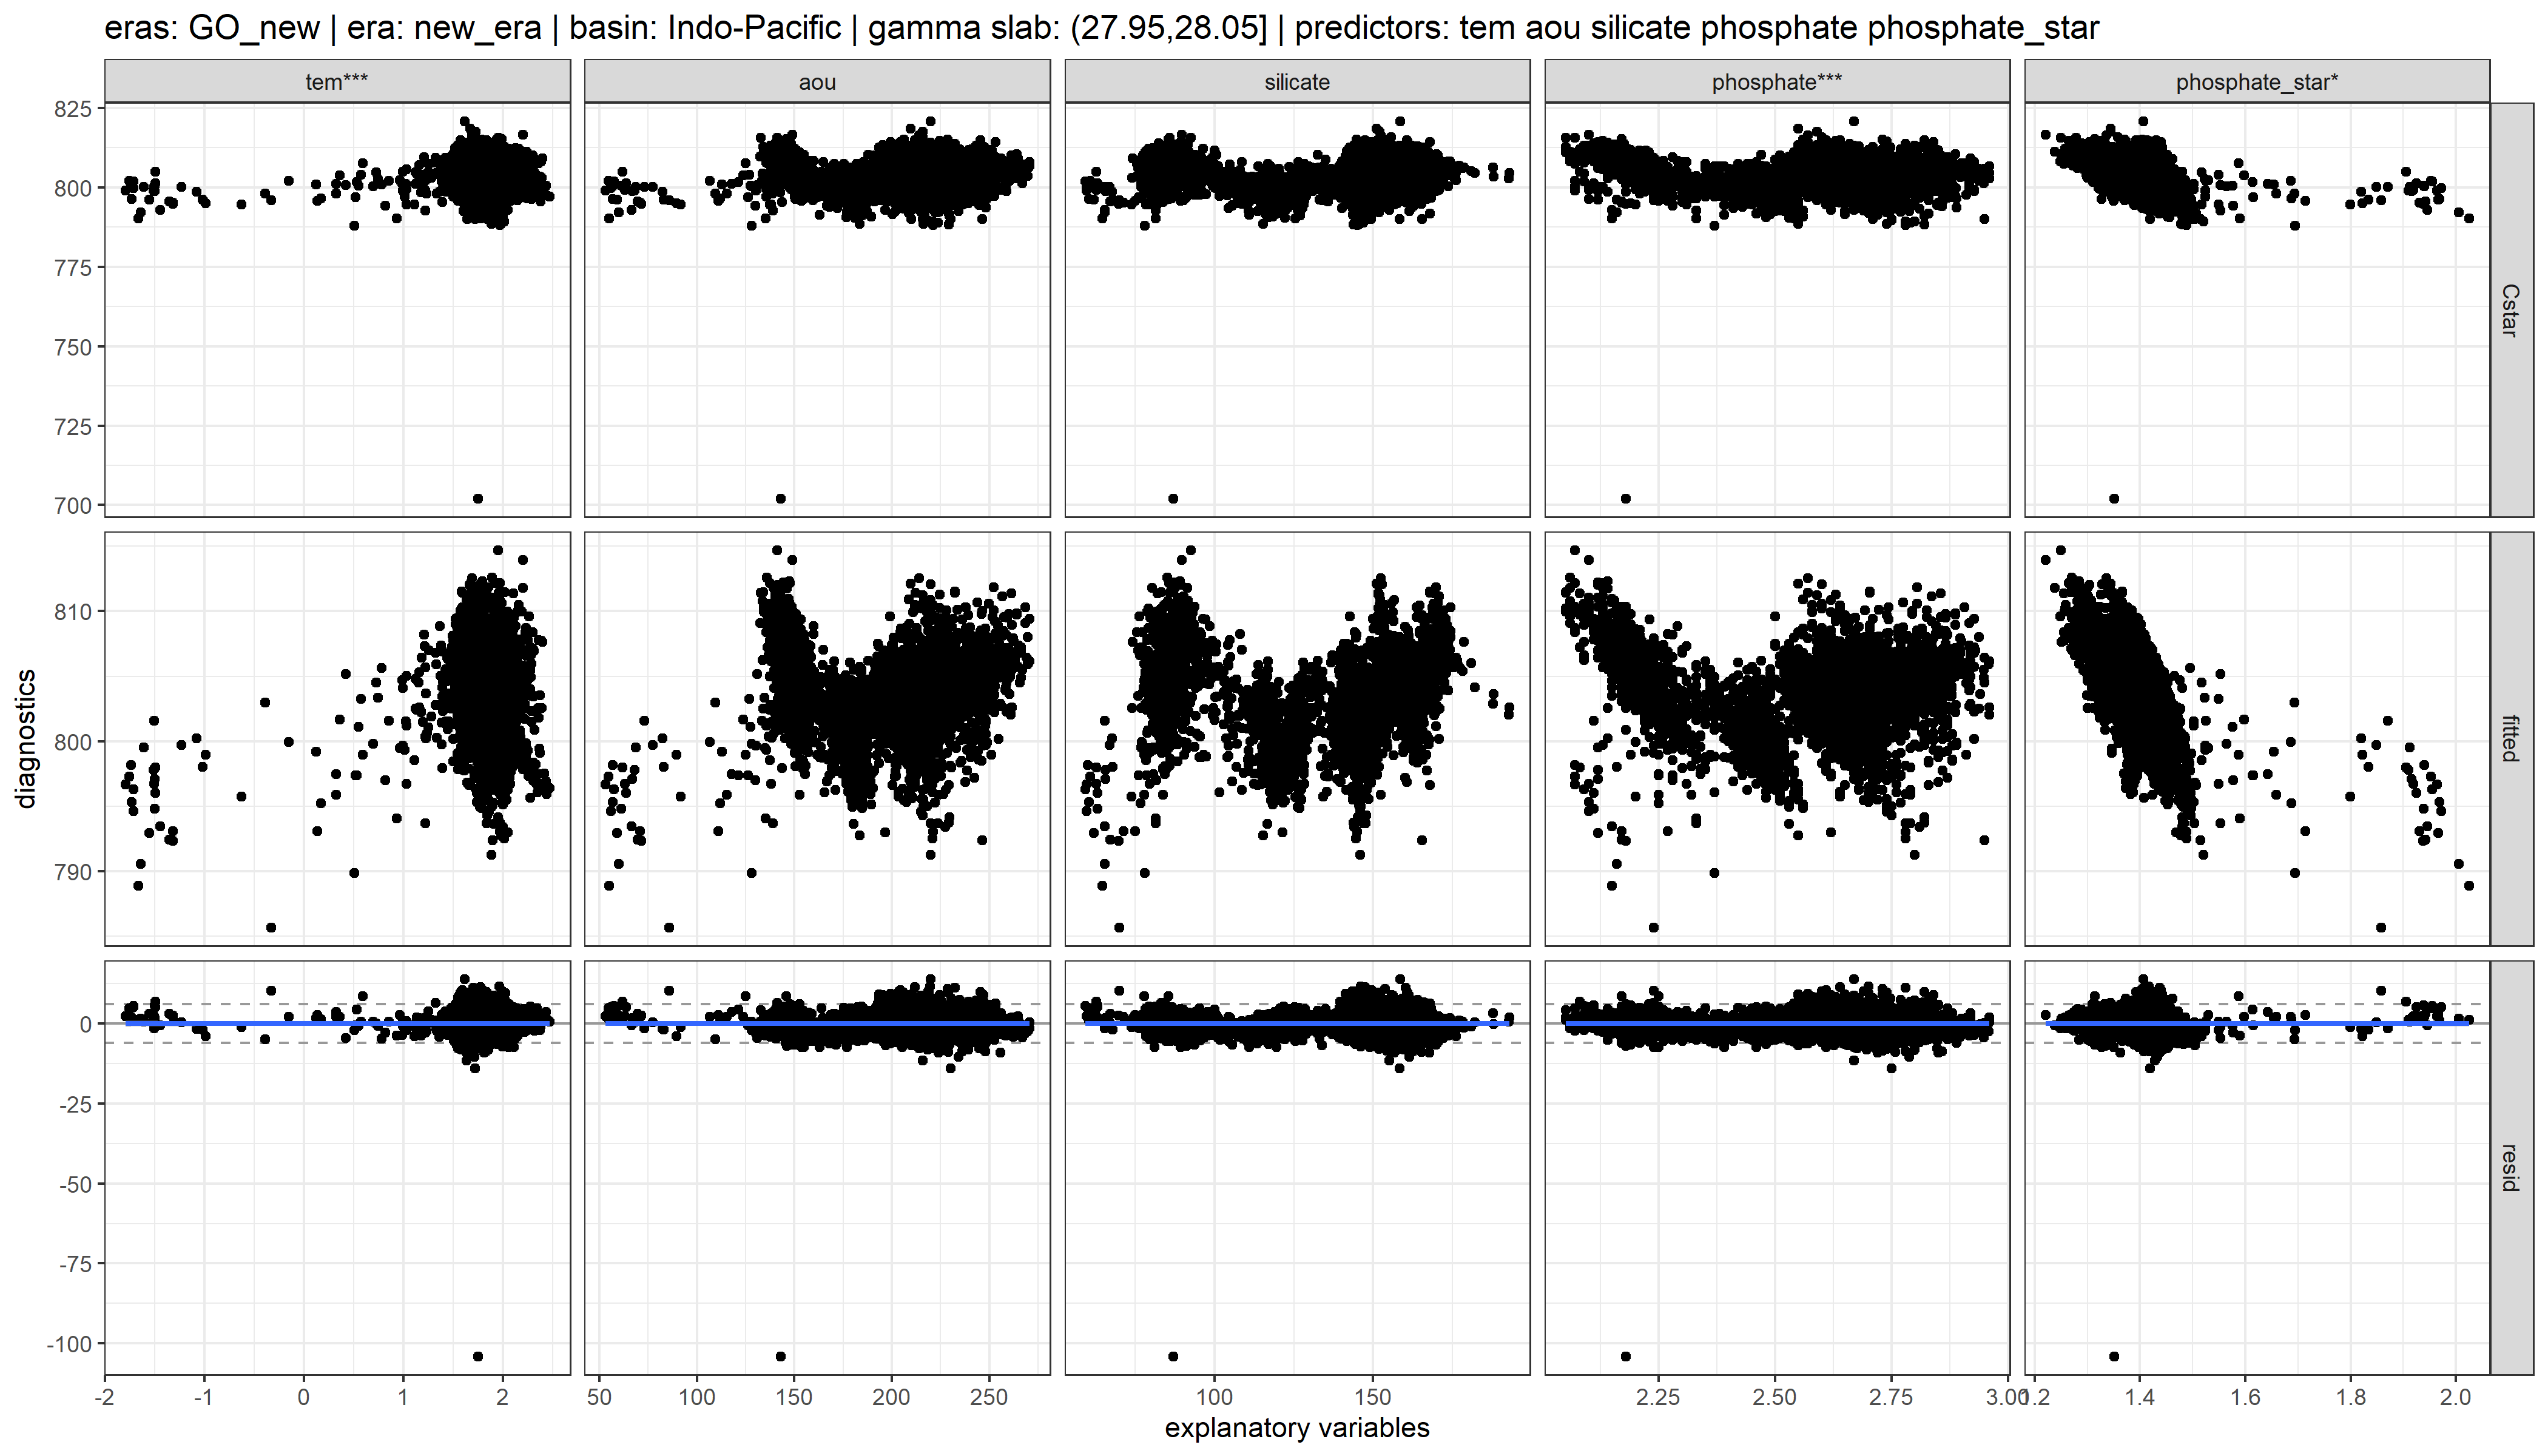 eras: GO_new | era: new_era | basin: Indo-Pacific | gamma slab: (27.95,28.05] | predictors: tem aou silicate phosphate phosphate_star
tem*** aou silicate phosphate*** phosphate_star*
825
800
775
750
725
700
Cstar
810
800
790
fitted
diagnostics
0
-25
-50
-75
-100
resid
-2 -1 0 1 2 50 100 150 200 250 100 150 2.25 2.50 2.75 3.00 1.2 1.4 1.6 1.8 2.0
explanatory variables